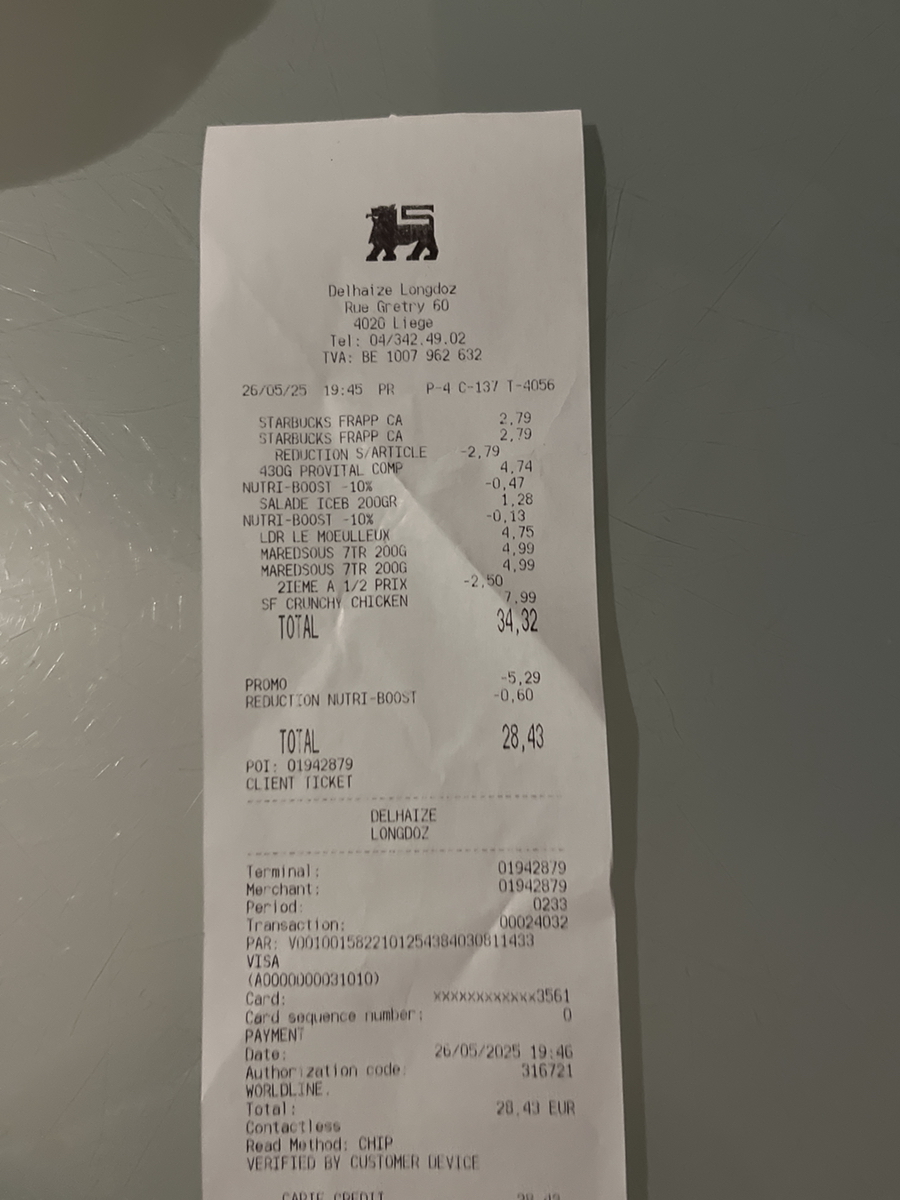 Delhaize Longdoz
Rue Gretry 60
4020 Liege
Tel: 04/342.49.02
TVA: BE 1007 962 632
26/05/25 19:45 PR P-4 C-137 T-4056
STARBUCKS FRAPP CA 2,79
STARBUCKS FRAPP CA 2,79
REDUCTION S/ARTICLE -2,79
430G PROVITAL COMP 4,74
NUTRI-BOOST -10% -0,47
SALADE ICEB 200GR 1,28
NUTRI-BOOST -10% -0,13
LDR LE MOEULLEUX 4,75
MAREDSOUS 7TR 200G 4,99
MAREDSOUS 7TR 200G 4,99
2IEME A 1/2 PRIX -2,50
SF CRUNCHY CHICKEN 7,99
TOTAL 34,32
PROMO -5,29
REDUCTION NUTRI-BOOST -0,60
TOTAL 28,43
POI: 01942879
CLIENT TICKET
DELHAIZE
LONGDOZ
Terminal: 01942879
Merchant: 01942879
Period: 0233
Transaction: 00024032
PAR: V0010015822101254384030811433
VISA
(A0000000031010)
Card: xxxxxxxxxxxx3561
Card sequence number: 0
PAYMENT
Date: 26/05/2025 19:46
Authorization code: 316721
WORLDLINE.
Total: 28,43 EUR
Contactless
Read Method: CHIP
VERIFIED BY CUSTOMER DEVICE
CARTE CREDIT 28,43